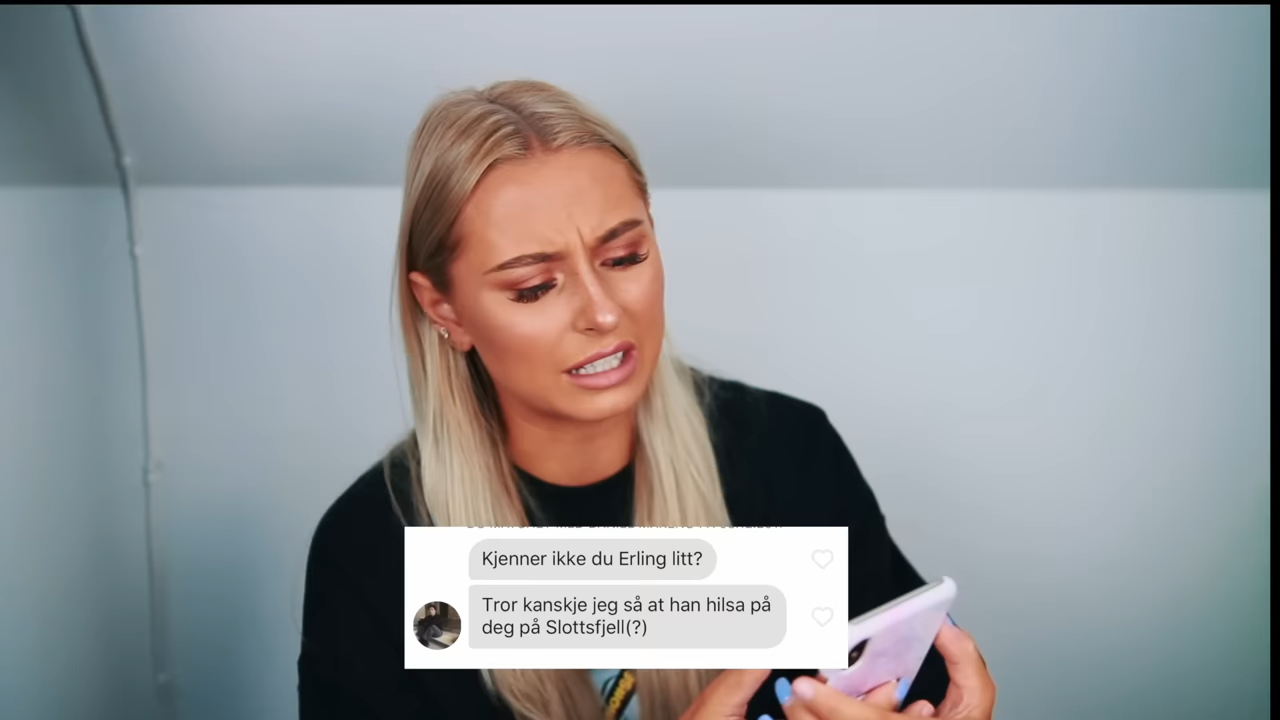 Kjenner ikke du Erling litt?
Tror kanskje jeg så at han hilsa på
deg på Slottsfjell(?)